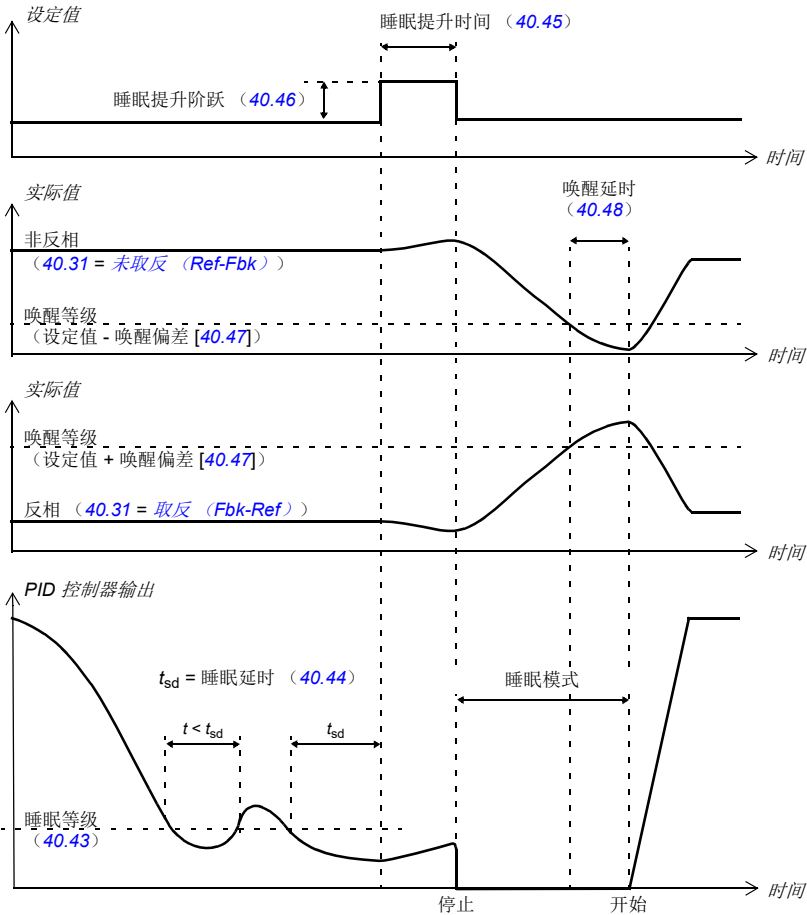 设定值
睡眠提升时间 （40.45）
睡眠提升阶跃 （40.46）
时间
实际值
唤醒延时
（40.48）
非反相
（40.31 = 未取反 （Ref-Fbk））
唤醒等级
（设定值 - 唤醒偏差 [40.47]）
时间
实际值
唤醒等级
（设定值 + 唤醒偏差 [40.47]）
反相 （40.31 = 取反 （Fbk-Ref））
时间
PID 控制器输出
tsd = 睡眠延时 （40.44）
睡眠模式
t < tsd
tsd
睡眠等级
（40.43）
时间
停止
开始